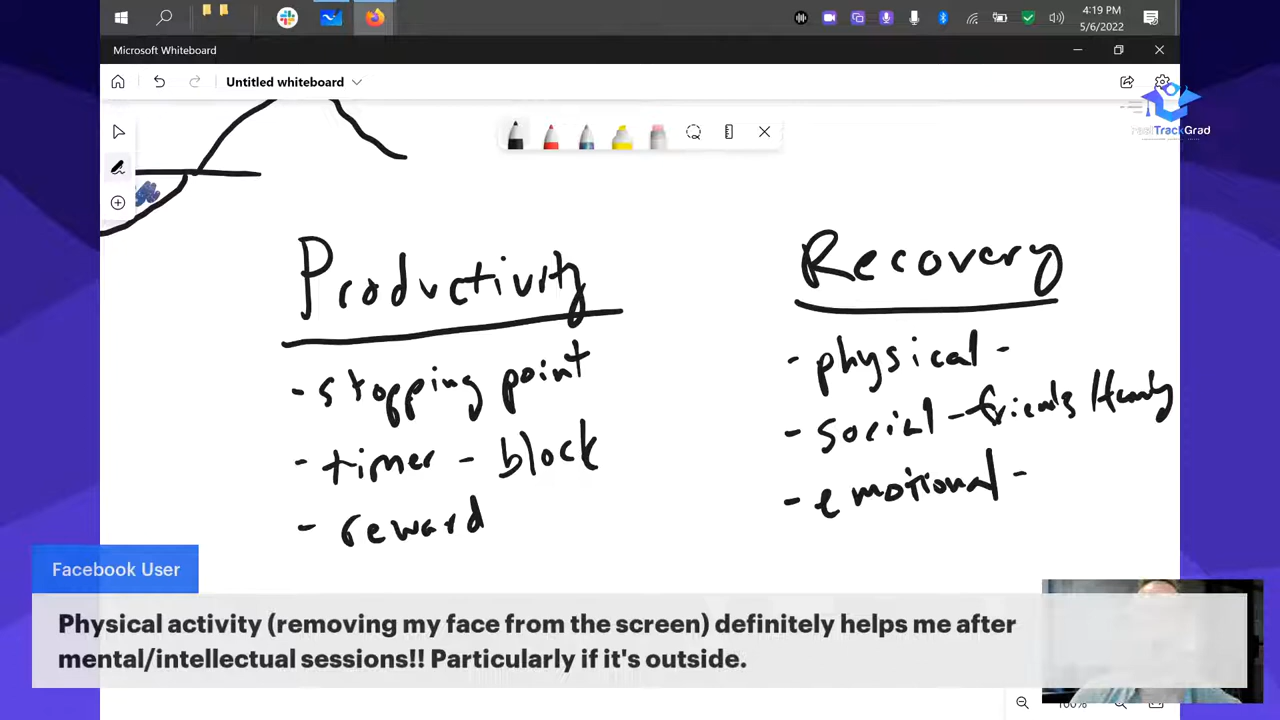 4:19 PM
5/6/2022
Microsoft Whiteboard
Untitled whiteboard
FastTrackGrad
Productivity
- stopping point
- timer - block
- reward
Recovery
- physical -
- social - friends / family
- emotional -
Facebook User
Physical activity (removing my face from the screen) definitely helps me after
mental/intellectual sessions!! Particularly if it's outside.
100%